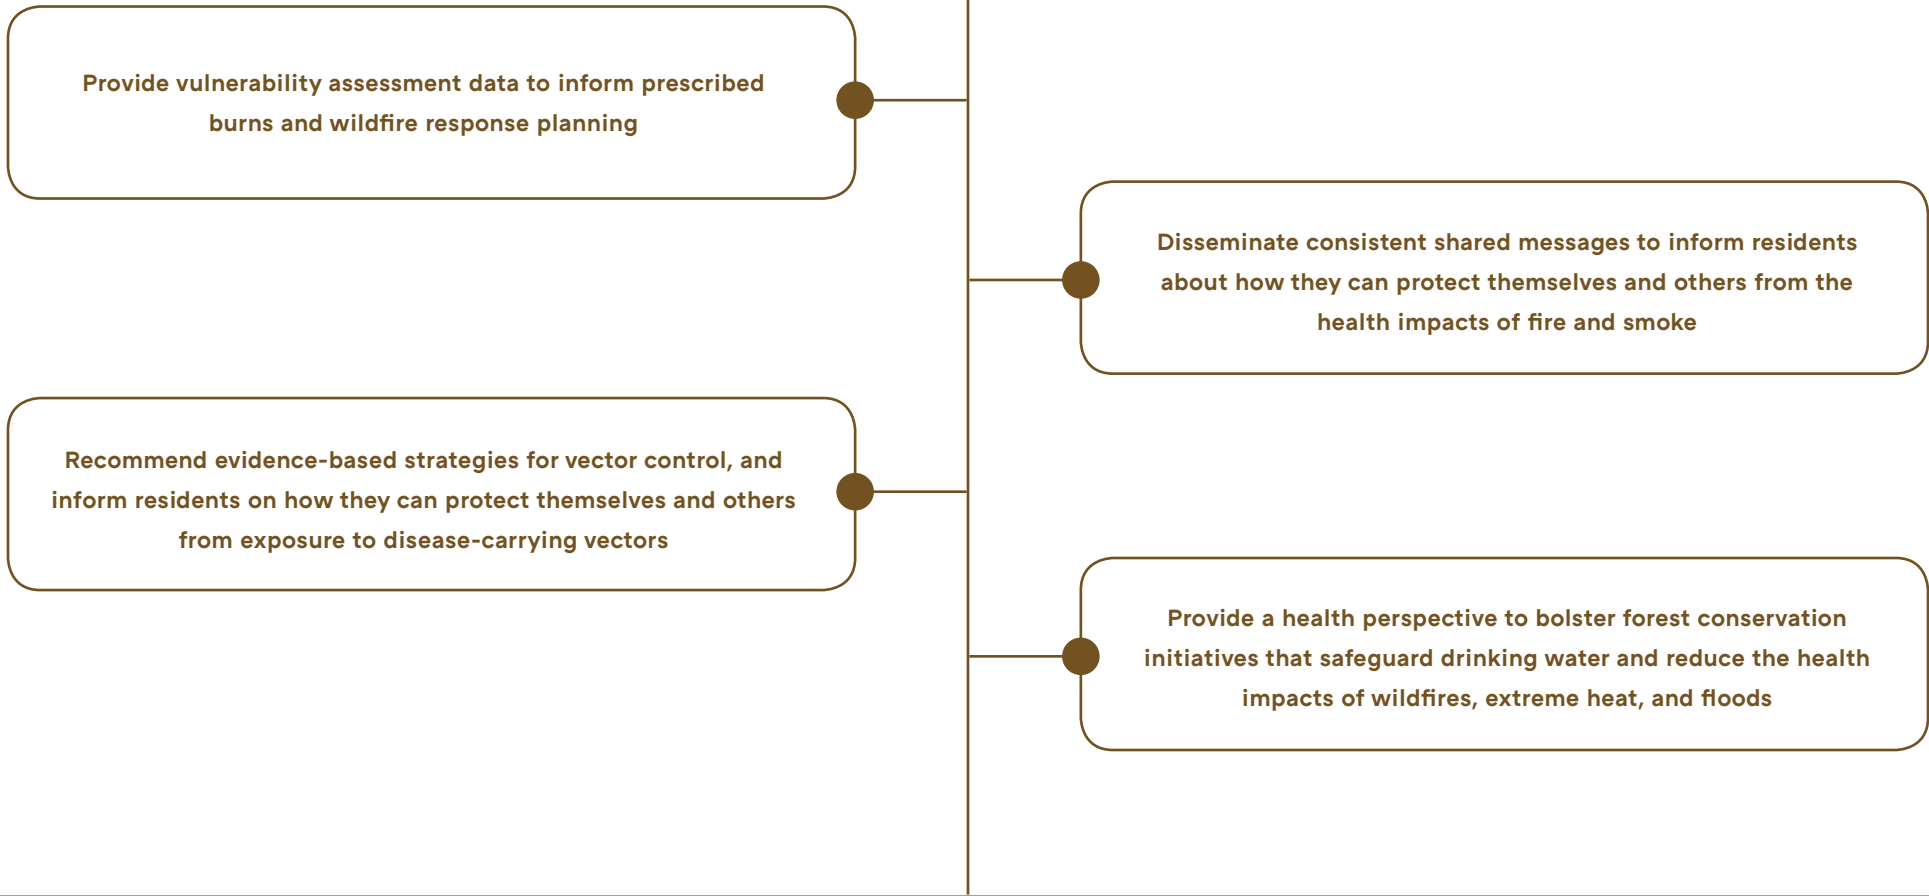 Provide vulnerability assessment data to inform prescribed
burns and wildfire response planning
Disseminate consistent shared messages to inform residents
about how they can protect themselves and others from the
health impacts of fire and smoke
Recommend evidence-based strategies for vector control, and
inform residents on how they can protect themselves and others
from exposure to disease-carrying vectors
Provide a health perspective to bolster forest conservation
initiatives that safeguard drinking water and reduce the health
impacts of wildfires, extreme heat, and floods